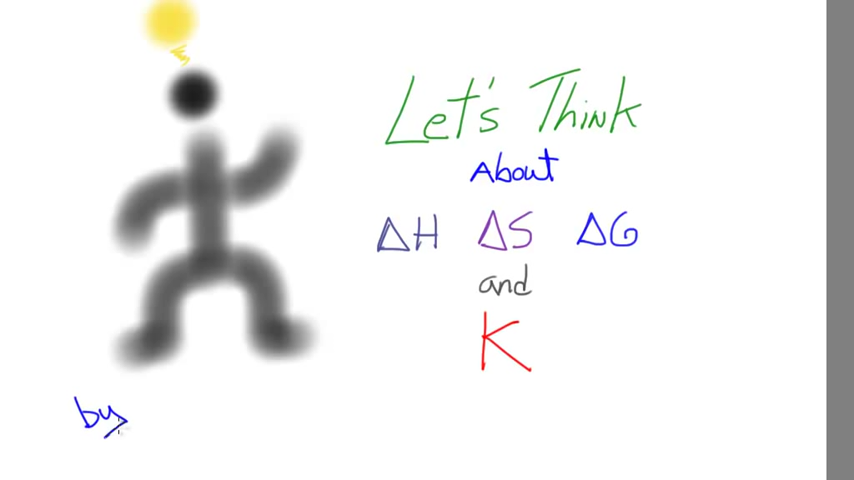 Let's Think
About
ΔH ΔS ΔG
and
K
by